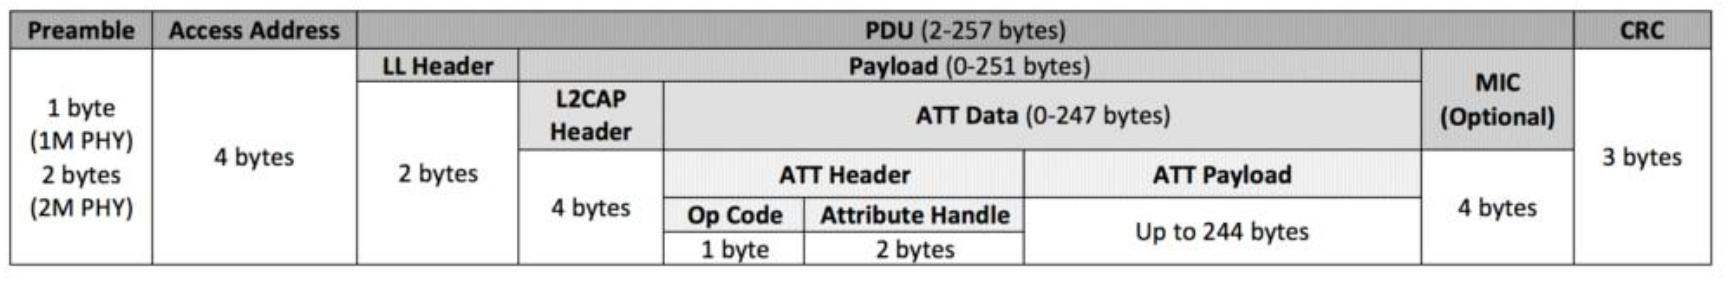 Preamble Access Address PDU (2-257 bytes) CRC
LL Header Payload (0-251 bytes) MIC
(Optional)
L2CAP
Header
ATT Data (0-247 bytes)
1 byte
(1M PHY)
2 bytes
(2M PHY)
4 bytes
2 bytes
4 bytes
ATT Header ATT Payload
Op Code Attribute Handle
1 byte 2 bytes
Up to 244 bytes
4 bytes
3 bytes